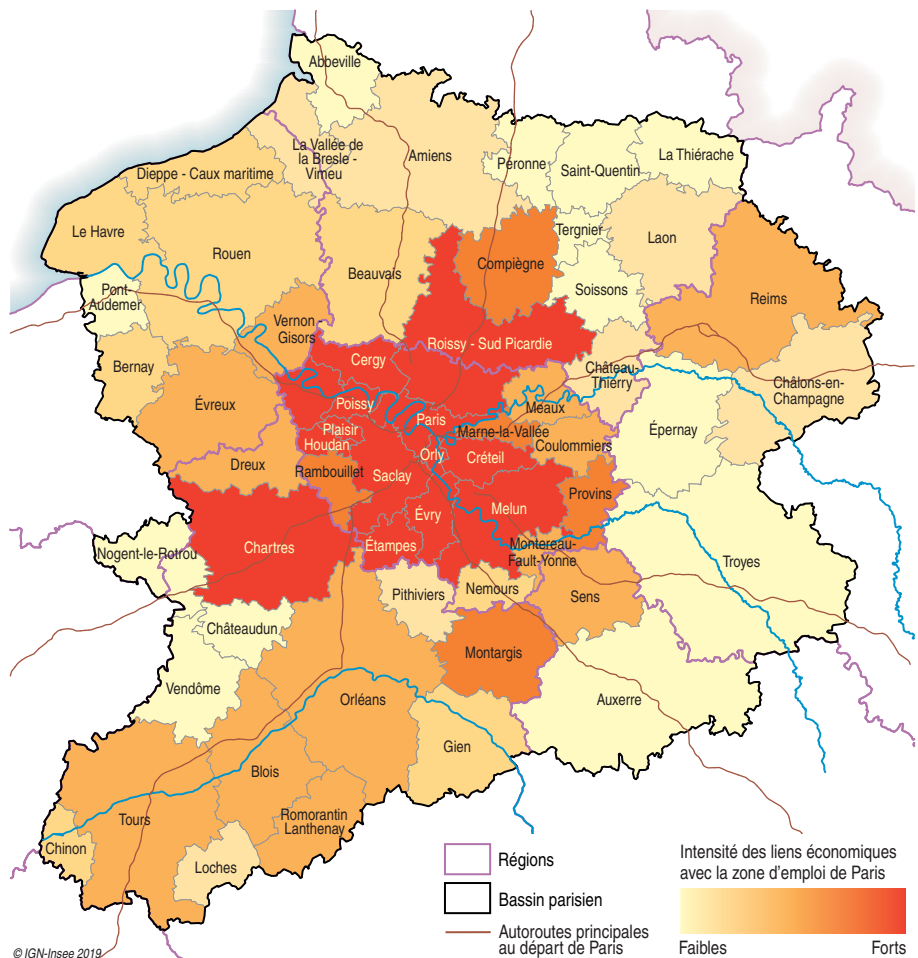 Abbeville
La Vallée de
la Bresle -
Vimeu
Amiens
Péronne
Saint-Quentin
La Thiérache
Dieppe - Caux maritime
Le Havre
Rouen
Beauvais
Compiègne
Tergnier
Laon
Soissons
Reims
Pont-
Audemer
Vernon -
Gisors
Roissy - Sud Picardie
Bernay
Cergy
Château-
Thierry
Châlons-en-
Champagne
Évreux
Poissy
Paris
Meaux
Plaisir
Houdan
Marne-la-Vallée
Orly
Créteil
Coulommiers
Épernay
Dreux
Rambouillet
Saclay
Provins
Évry
Melun
Chartres
Étampes
Montereau-
Fault-Yonne
Nogent-le-Rotrou
Troyes
Pithiviers
Nemours
Sens
Châteaudun
Montargis
Vendôme
Orléans
Auxerre
Gien
Blois
Tours
Romorantin
Lanthenay
Chinon
Loches
Régions
Bassin parisien
Autoroutes principales
au départ de Paris
Intensité des liens économiques
avec la zone d'emploi de Paris
Faibles
Forts
© IGN-Insee 2019